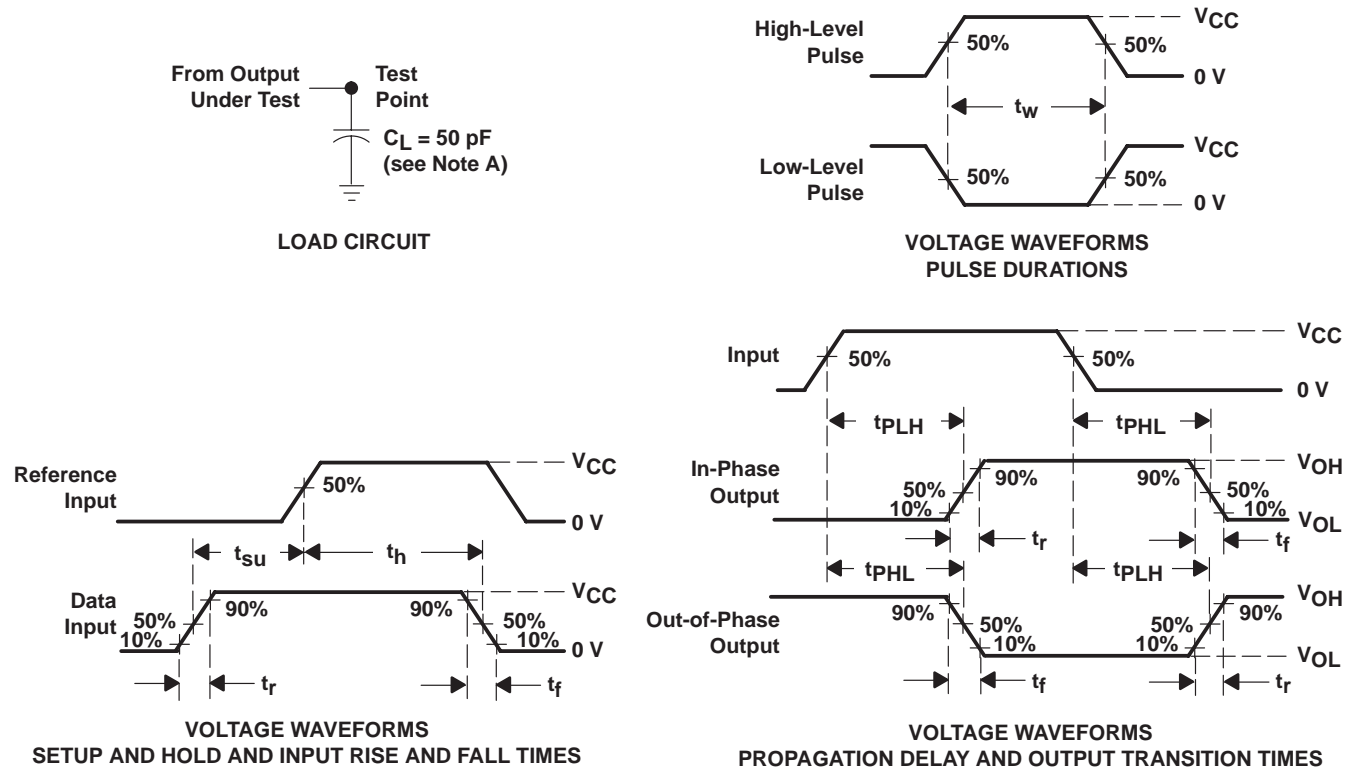 From Output
Under Test
Test
Point
CL = 50 pF
(see Note A)
LOAD CIRCUIT
High-Level
Pulse
50%
50%
VCC
0 V
tw
Low-Level
Pulse
50%
50%
VCC
0 V
VOLTAGE WAVEFORMS
PULSE DURATIONS
Reference
Input
50%
VCC
0 V
tsu
th
Data
Input
50%
10%
90%
90%
50%
10%
VCC
0 V
tr
tf
VOLTAGE WAVEFORMS
SETUP AND HOLD AND INPUT RISE AND FALL TIMES
Input
50%
50%
VCC
0 V
tPLH
tPHL
In-Phase
Output
50%
10%
90%
90%
50%
10%
VOH
VOL
tr
tf
tPHL
tPLH
Out-of-Phase
Output
90%
50%
10%
50%
10%
90%
VOH
VOL
tf
tr
VOLTAGE WAVEFORMS
PROPAGATION DELAY AND OUTPUT TRANSITION TIMES